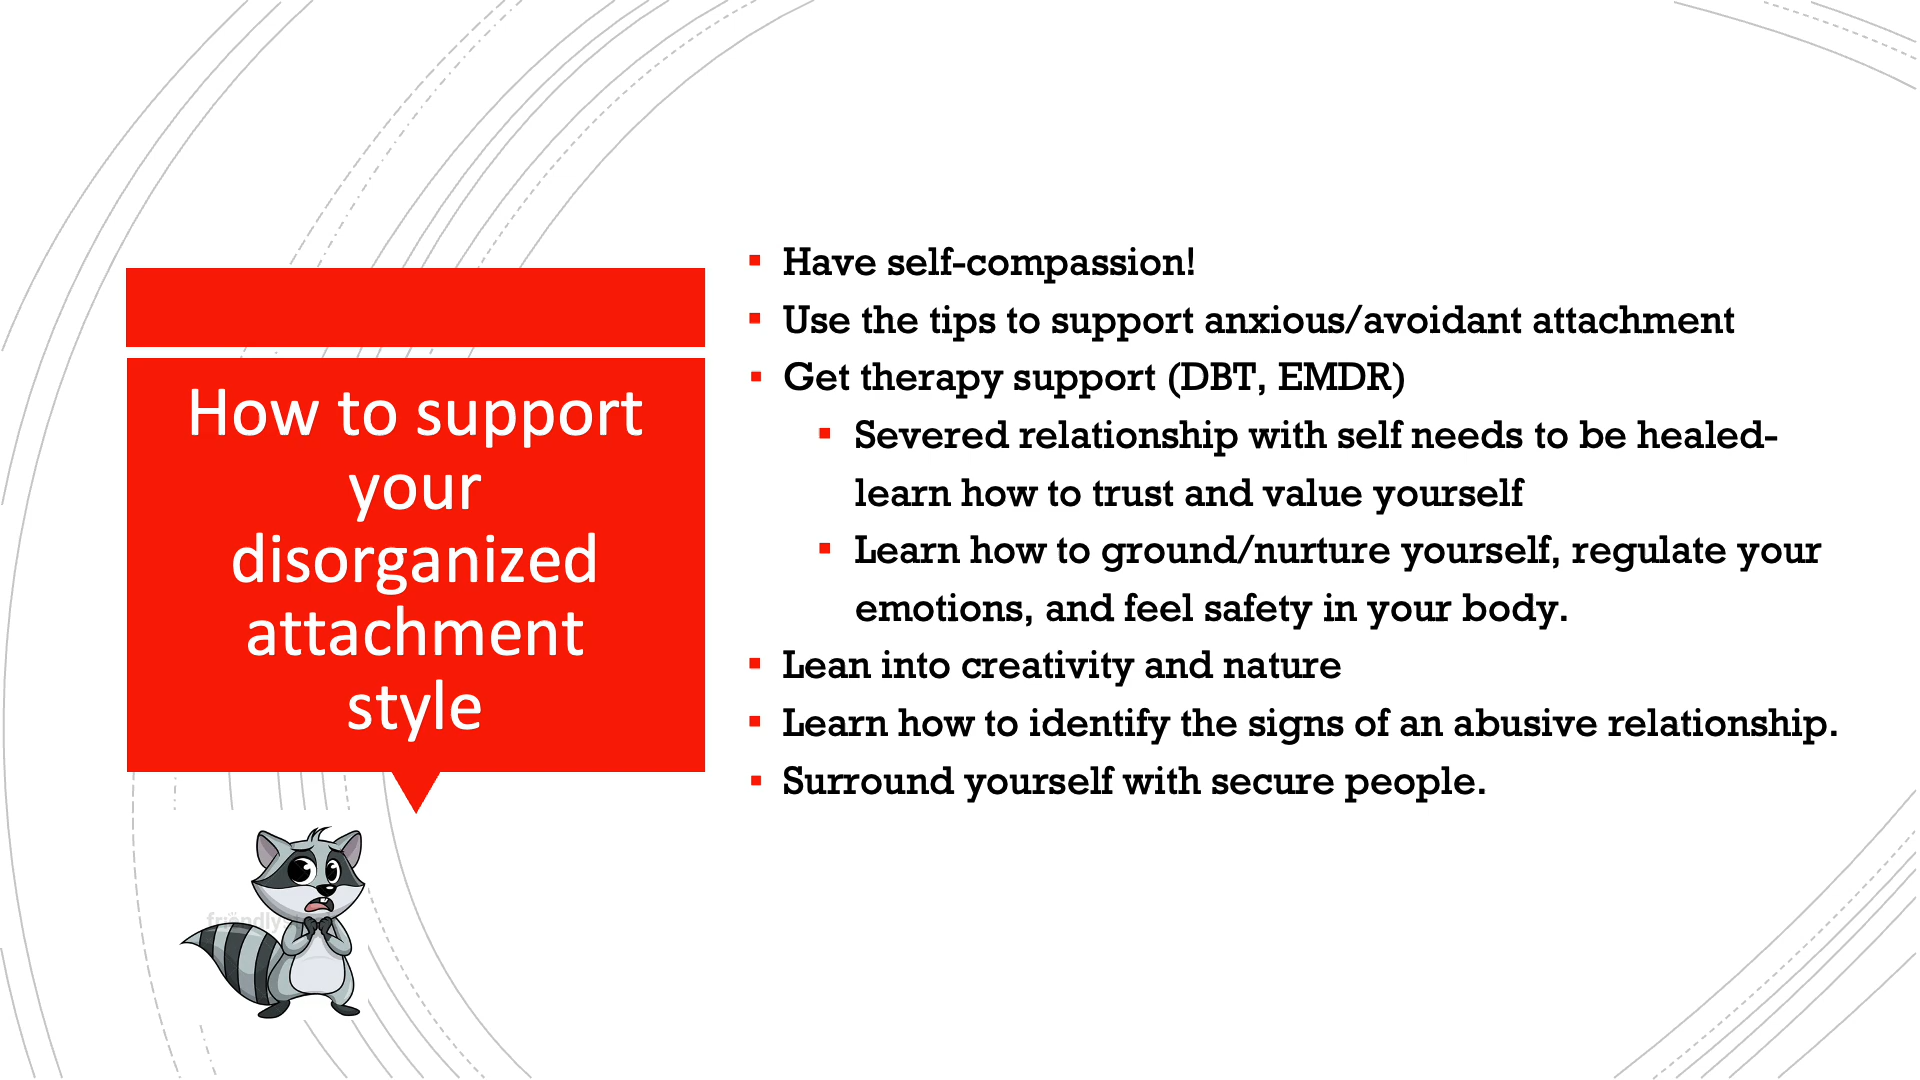 How to support
your
disorganized
attachment
style
Have self-compassion!
Use the tips to support anxious/avoidant attachment
Get therapy support (DBT, EMDR)
Severed relationship with self needs to be healed-
learn how to trust and value yourself
Learn how to ground/nurture yourself, regulate your
emotions, and feel safety in your body.
Lean into creativity and nature
Learn how to identify the signs of an abusive relationship.
Surround yourself with secure people.